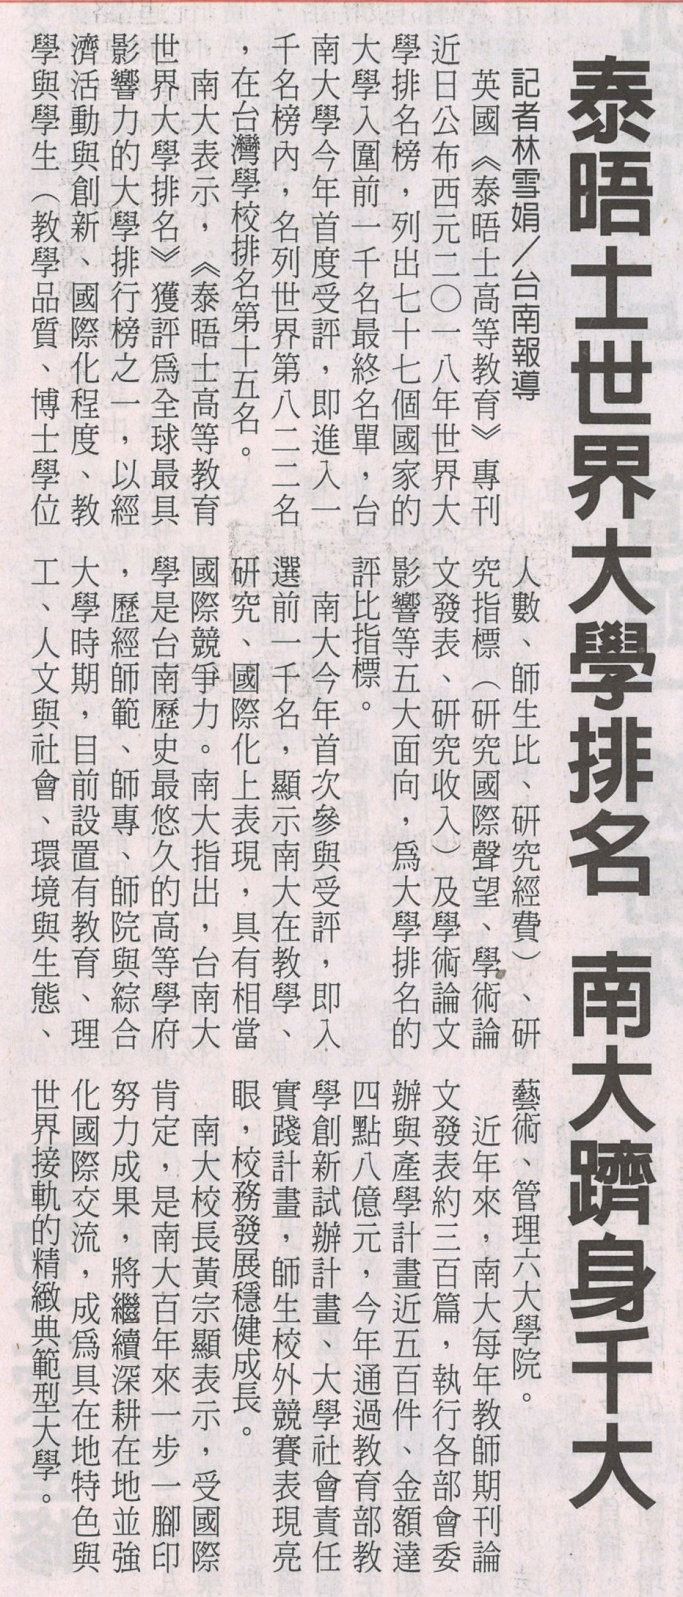 泰晤士世界大學排名　南大躋身千大
記者林雪娟／台南報導
英國《泰晤士高等教育》專刊
近日公布西元二〇一八年世界大
學排名榜，列出七十七個國家的
大學入圍前一千名最終名單，台
南大學今年首度受評，即進入一
千名榜內，名列世界第八二二名
，在台灣學校排名第十五名。
南大表示，《泰晤士高等教育
世界大學排名》獲評爲全球最具
影響力的大學排行榜之一，以經
濟活動與創新、國際化程度、教
學與學生（教學品質、博士學位
人數、師生比、研究經費）、研
究指標（研究國際聲望、學術論
文發表、研究收入）及學術論文
影響等五大面向，爲大學排名的
評比指標。
南大今年首次參與受評，即入
選前一千名，顯示南大在教學、
研究、國際化上表現，具有相當
國際競爭力。南大指出，台南大
學是台南歷史最悠久的高等學府
，歷經師範、師專、師院與綜合
大學時期，目前設置有教育、理
工、人文與社會、環境與生態、
藝術、管理六大學院。
近年來，南大每年教師期刊論
文發表約三百篇，執行各部會委
辦與產學計畫近五百件、金額達
四點八億元，今年通過教育部教
學創新試辦計畫、大學社會責任
實踐計畫，師生校外競賽表現亮
眼，校務發展穩健成長。
南大校長黃宗顯表示，受國際
肯定，是南大百年來一步一腳印
努力成果，將繼續深耕在地並強
化國際交流，成爲具在地特色與
世界接軌的精緻典範型大學。